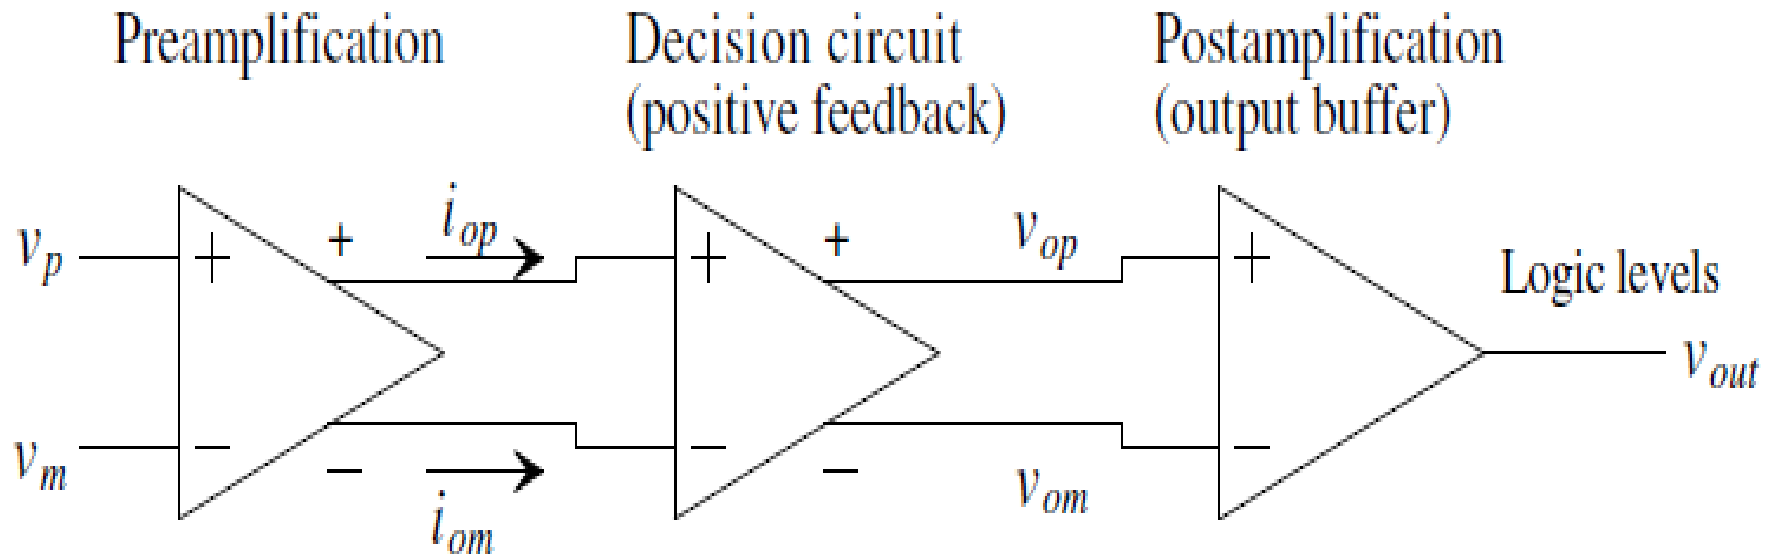 Preamplification
Decision circuit
(positive feedback)
Postamplification
(output buffer)
v_p
+
+
i_op
+
+
v_op
+
Logic levels
v_out
v_m
−
−
i_om
−
−
v_om
−